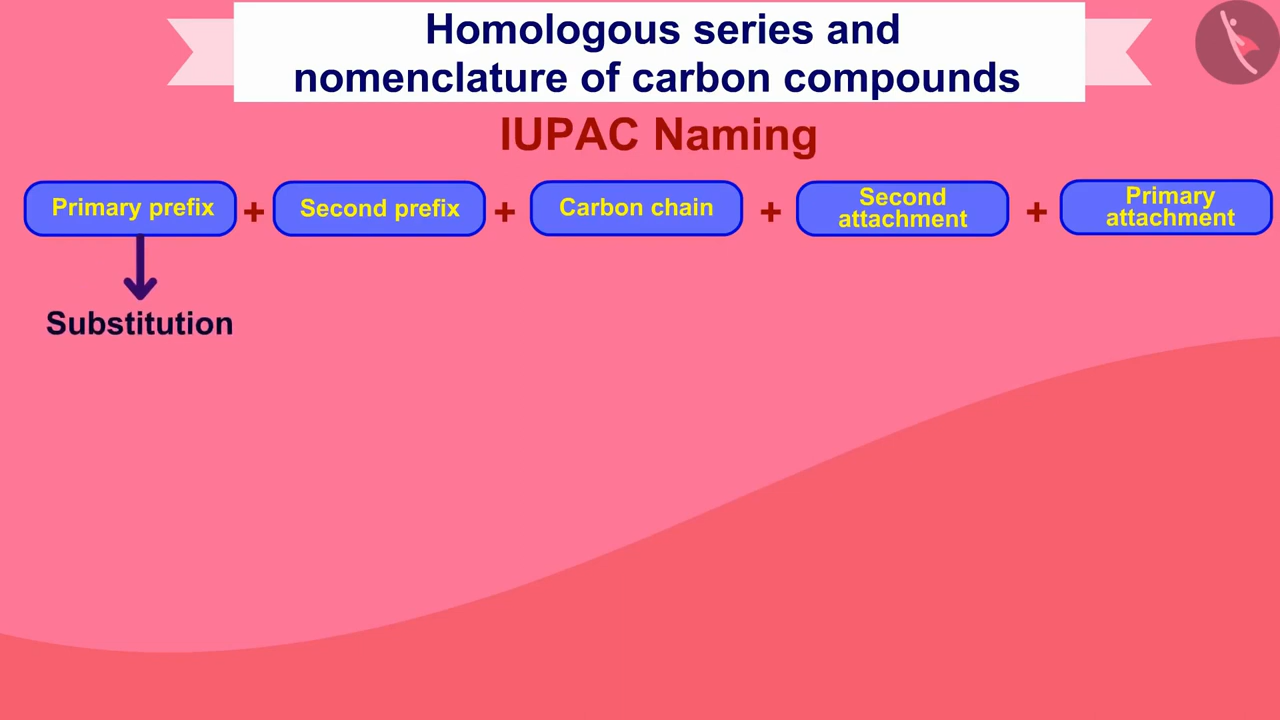 Homologous series and
nomenclature of carbon compounds
IUPAC Naming
Primary prefix + Second prefix + Carbon chain + Second attachment + Primary attachment
Substitution